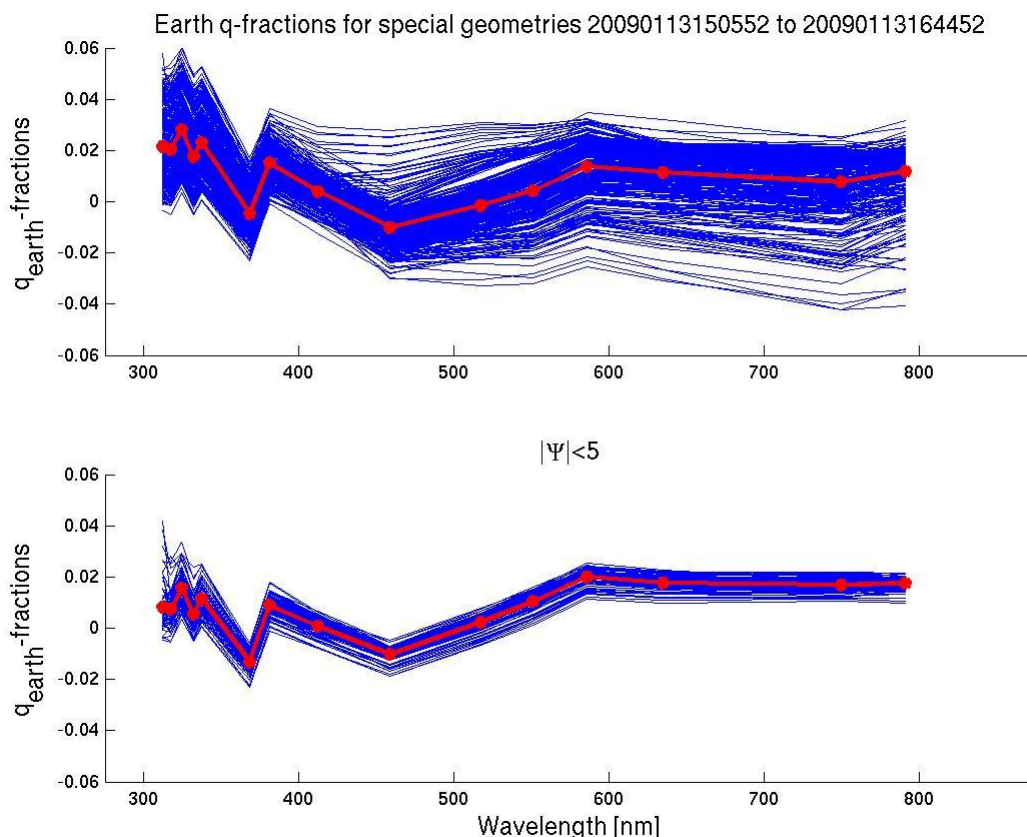 Earth q-fractions for special geometries 20090113150552 to 20090113164452
0.06
0.04
0.02
0
-0.02
-0.04
-0.06
q_earth-fractions
300 400 500 600 700 800
|Ψ|<5
0.06
0.04
0.02
0
-0.02
-0.04
-0.06
q_earth-fractions
300 400 500 600 700 800
Wavelength [nm]